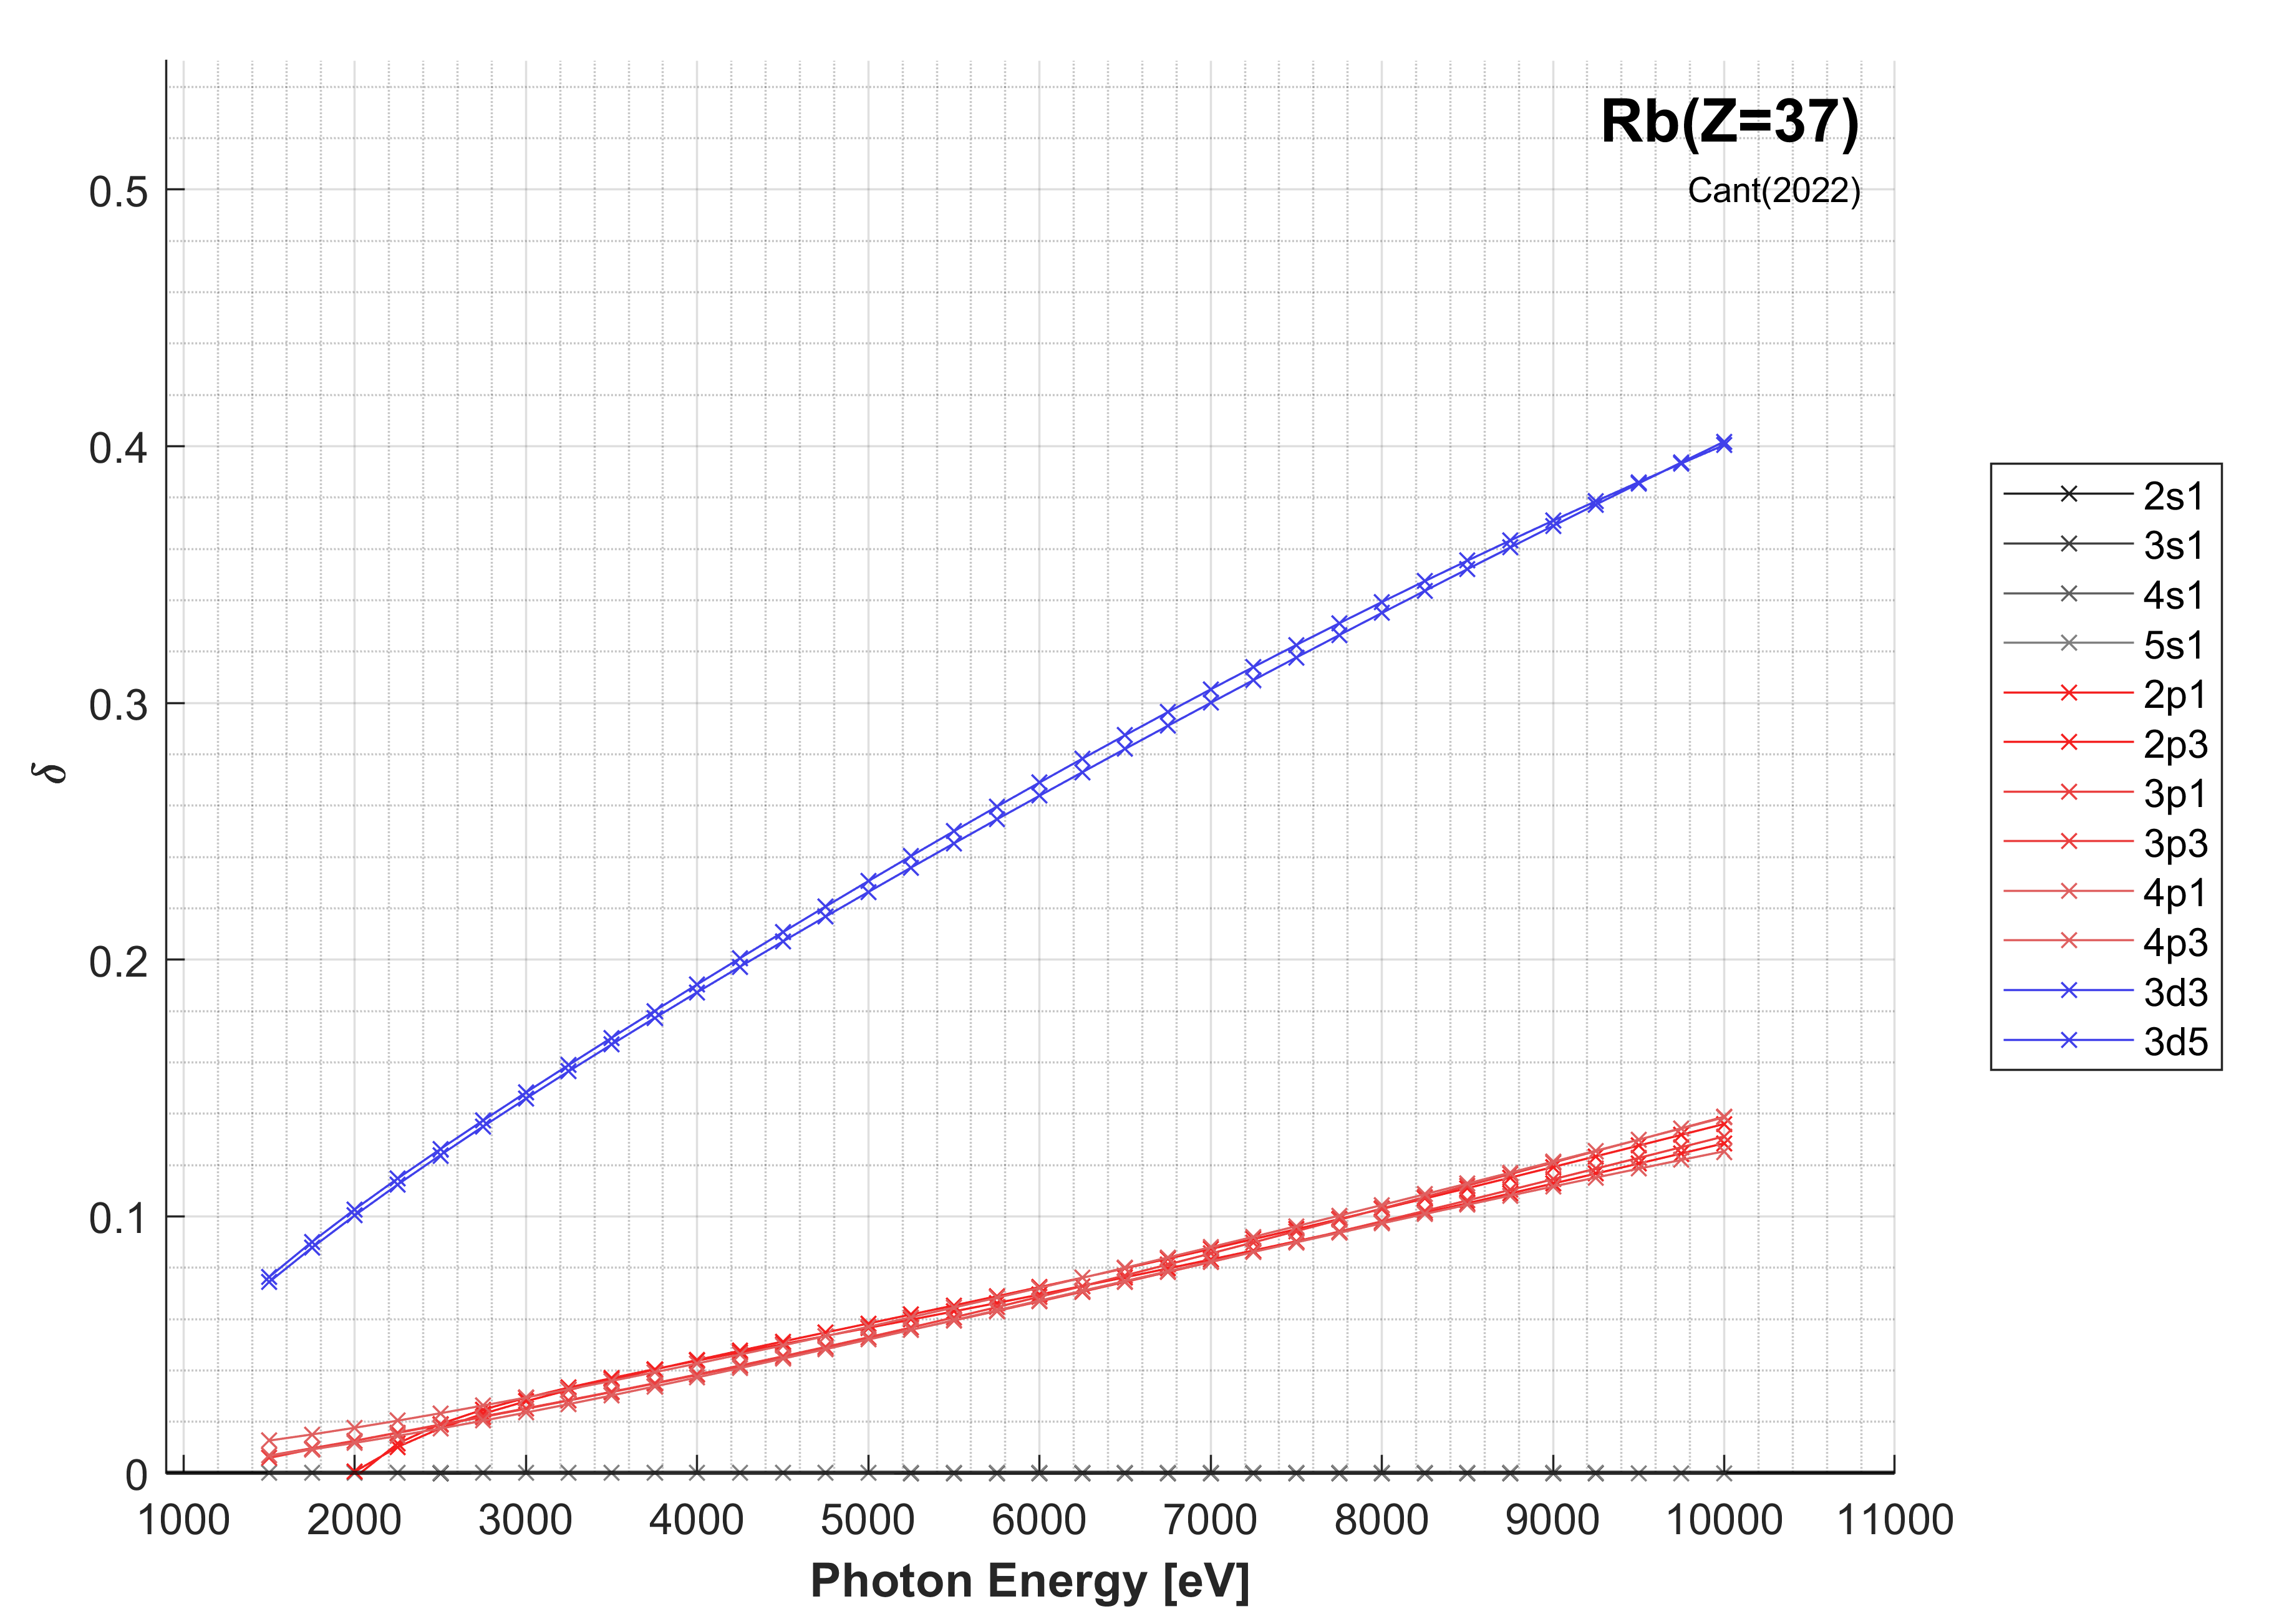 Rb(Z=37)
Cant(2022)
0.5
0.4
0.3
0.2
0.1
0
δ
1000 2000 3000 4000 5000 6000 7000 8000 9000 10000 11000
Photon Energy [eV]
2s1
3s1
4s1
5s1
2p1
2p3
3p1
3p3
4p1
4p3
3d3
3d5